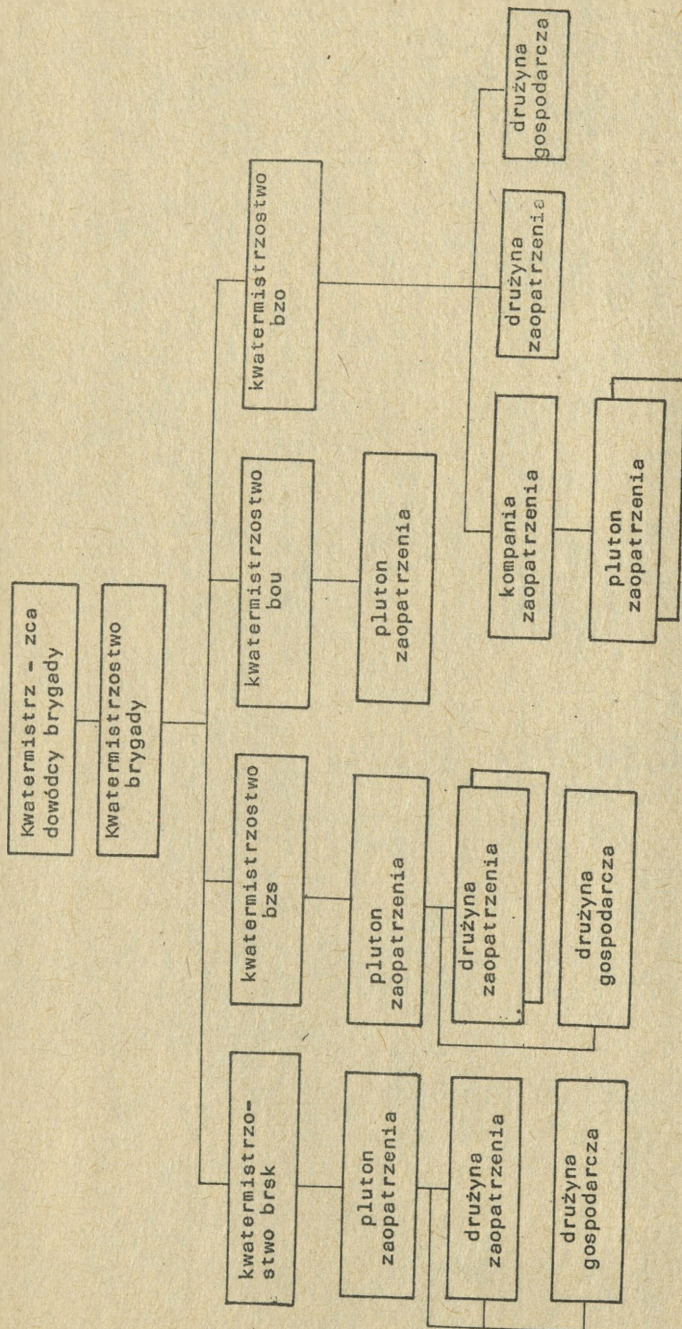 Kwatermistrz - zca
dowódcy brygady
Kwatermistrzostwo
brygady
kwatermistrzo-
stwo brsk
kwatermistrzostwo
bzs
kwatermistrzostwo
bou
kwatermistrzostwo
bzo
pluton
zaopatrzenia
drużyna
zaopatrzenia
drużyna
gospodarcza
pluton
zaopatrzenia
drużyna
zaopatrzenia
drużyna
gospodarcza
pluton
zaopatrzenia
kompania
zaopatrzenia
pluton
zaopatrzenia
drużyna
zaopatrzenia
drużyna
gospodarcza